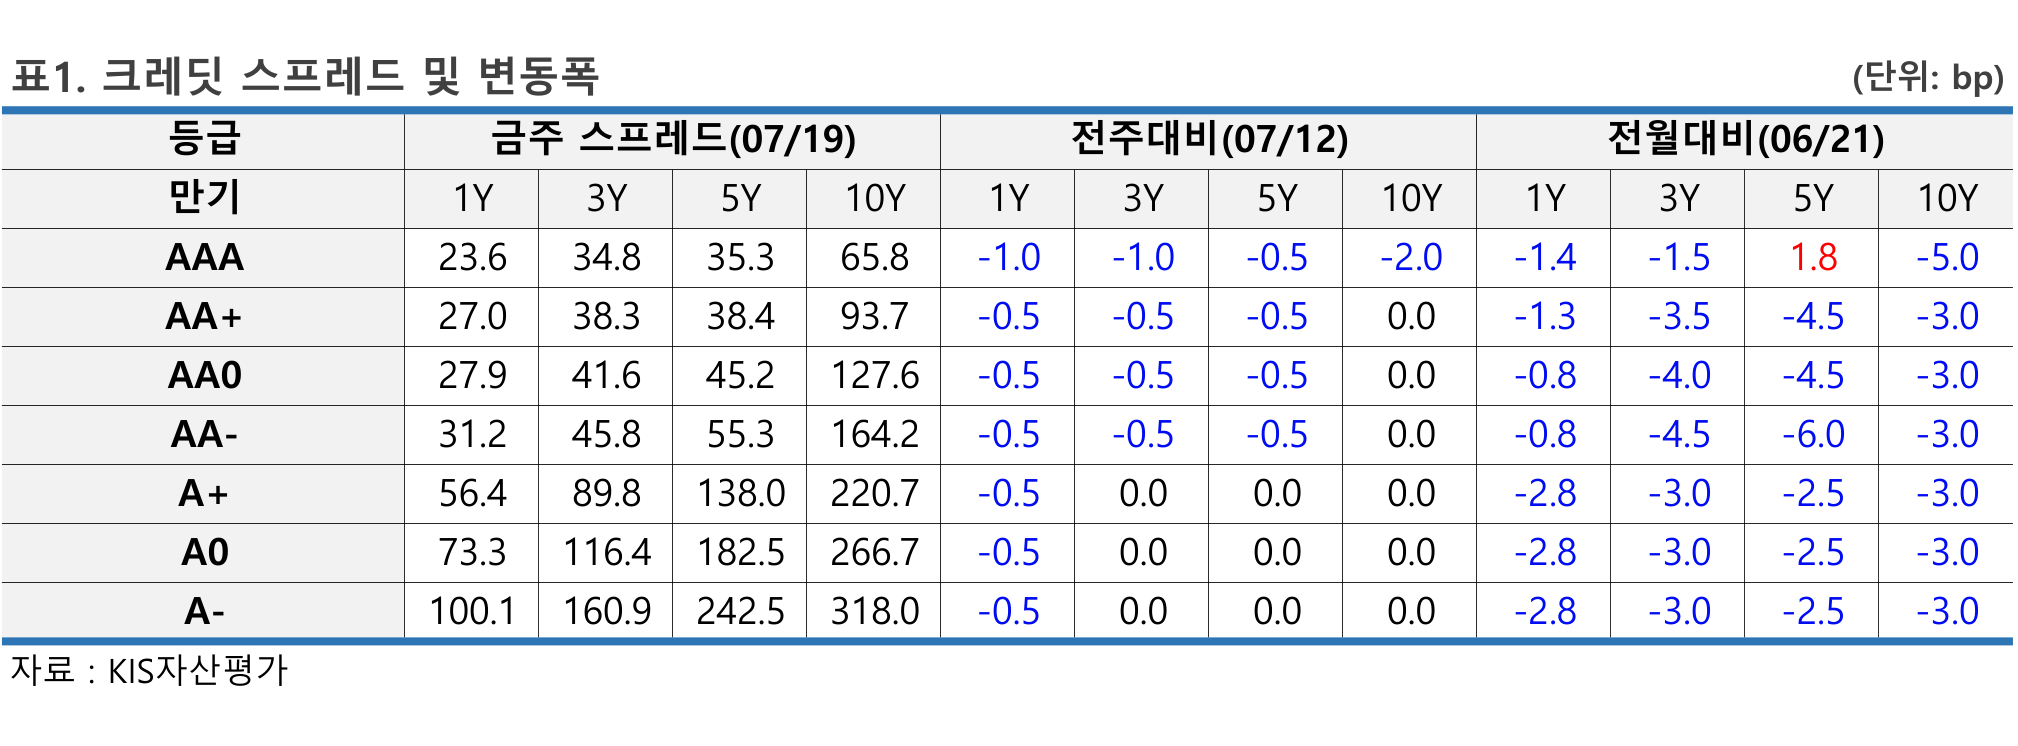 표1. 크레딧 스프레드 및 변동폭 (단위: bp)
등급 금주 스프레드(07/19) 전주대비(07/12) 전월대비(06/21)
만기 1Y 3Y 5Y 10Y 1Y 3Y 5Y 10Y 1Y 3Y 5Y 10Y
AAA 23.6 34.8 35.3 65.8 -1.0 -1.0 -0.5 -2.0 -1.4 -1.5 1.8 -5.0
AA+ 27.0 38.3 38.4 93.7 -0.5 -0.5 -0.5 0.0 -1.3 -3.5 -4.5 -3.0
AA0 27.9 41.6 45.2 127.6 -0.5 -0.5 -0.5 0.0 -0.8 -4.0 -4.5 -3.0
AA- 31.2 45.8 55.3 164.2 -0.5 -0.5 -0.5 0.0 -0.8 -4.5 -6.0 -3.0
A+ 56.4 89.8 138.0 220.7 -0.5 0.0 0.0 0.0 -2.8 -3.0 -2.5 -3.0
A0 73.3 116.4 182.5 266.7 -0.5 0.0 0.0 0.0 -2.8 -3.0 -2.5 -3.0
A- 100.1 160.9 242.5 318.0 -0.5 0.0 0.0 0.0 -2.8 -3.0 -2.5 -3.0
자료 : KIS자산평가